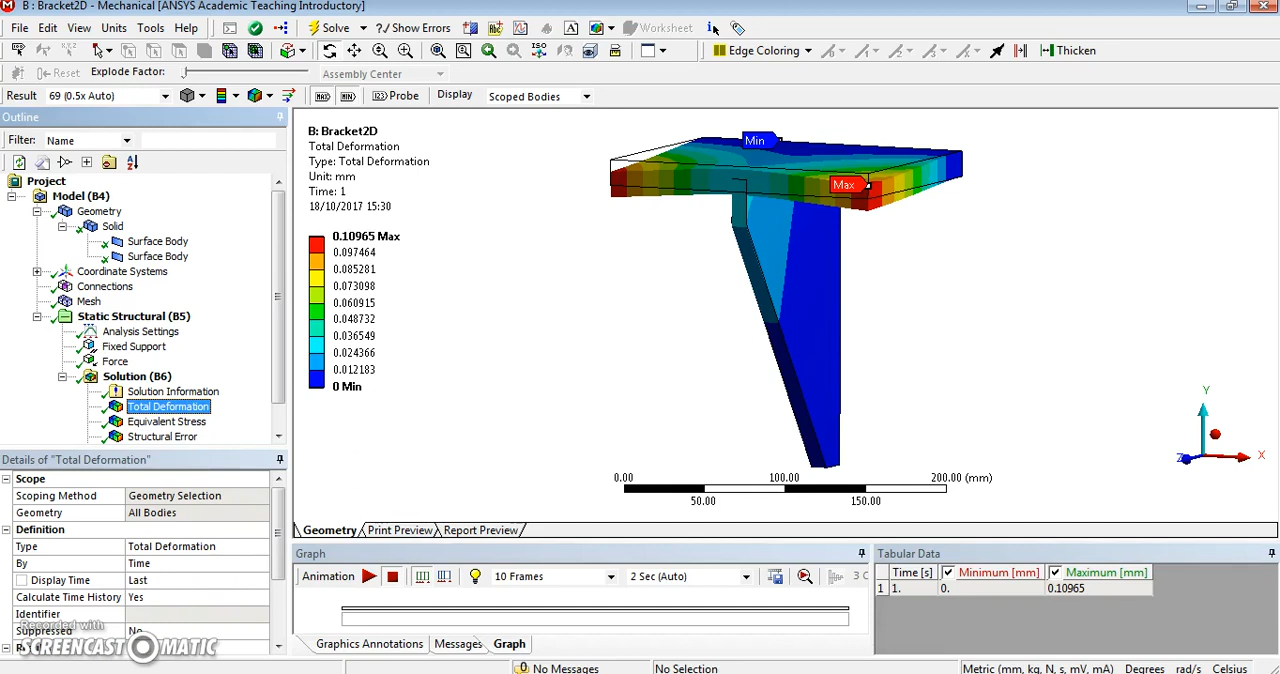 B : Bracket2D - Mechanical [ANSYS Academic Teaching Introductory]
File Edit View Units Tools Help Solve ?/ Show Errors Worksheet
Edge Coloring Thicken
Reset Explode Factor: Assembly Center
Result 69 (0.5x Auto) MAX MIN Probe Display Scoped Bodies
Outline
Filter: Name
Project
Model (B4)
Geometry
Solid
Surface Body
Surface Body
Coordinate Systems
Connections
Mesh
Static Structural (B5)
Analysis Settings
Fixed Support
Force
Solution (B6)
Solution Information
Total Deformation
Equivalent Stress
Structural Error
Details of "Total Deformation"
Scope
Scoping Method Geometry Selection
Geometry All Bodies
Definition
Type Total Deformation
By Time
Display Time Last
Calculate Time History Yes
Identifier
Suppressed No
Recorded with
SCREENCAST MATIC
B: Bracket2D
Total Deformation
Type: Total Deformation
Unit: mm
Time: 1
18/10/2017 15:30
0.10965 Max
0.097464
0.085281
0.073098
0.060915
0.048732
0.036549
0.024366
0.012183
0 Min
Min
Max
Y
Z
X
0.00 100.00 200.00 (mm)
50.00 150.00
Geometry Print Preview Report Preview
Graph
Animation 10 Frames 2 Sec (Auto) 3 C
Graphics Annotations Messages Graph
Tabular Data
Time [s] Minimum [mm] Maximum [mm]
1 1. 0. 0.10965
0 No Messages No Selection Metric (mm, kg, N, s, mV, mA) Degrees rad/s Celsius